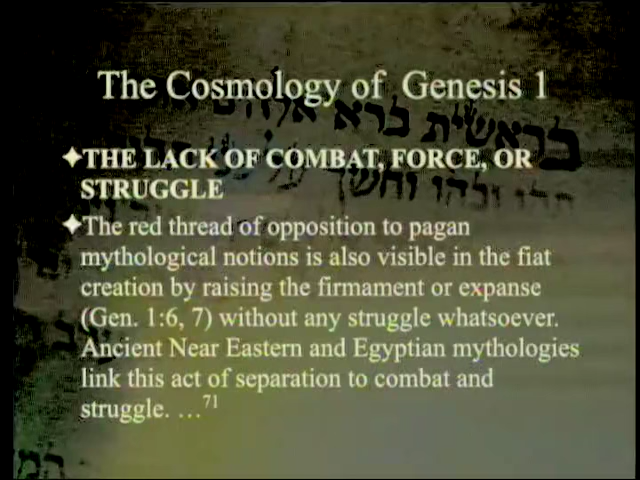 The Cosmology of Genesis 1
בראשית ברא אלהים
✦THE LACK OF COMBAT, FORCE, OR
STRUGGLE
✦The red thread of opposition to pagan
mythological notions is also visible in the fiat
creation by raising the firmament or expanse
(Gen. 1:6, 7) without any struggle whatsoever.
Ancient Near Eastern and Egyptian mythologies
link this act of separation to combat and
struggle. …71